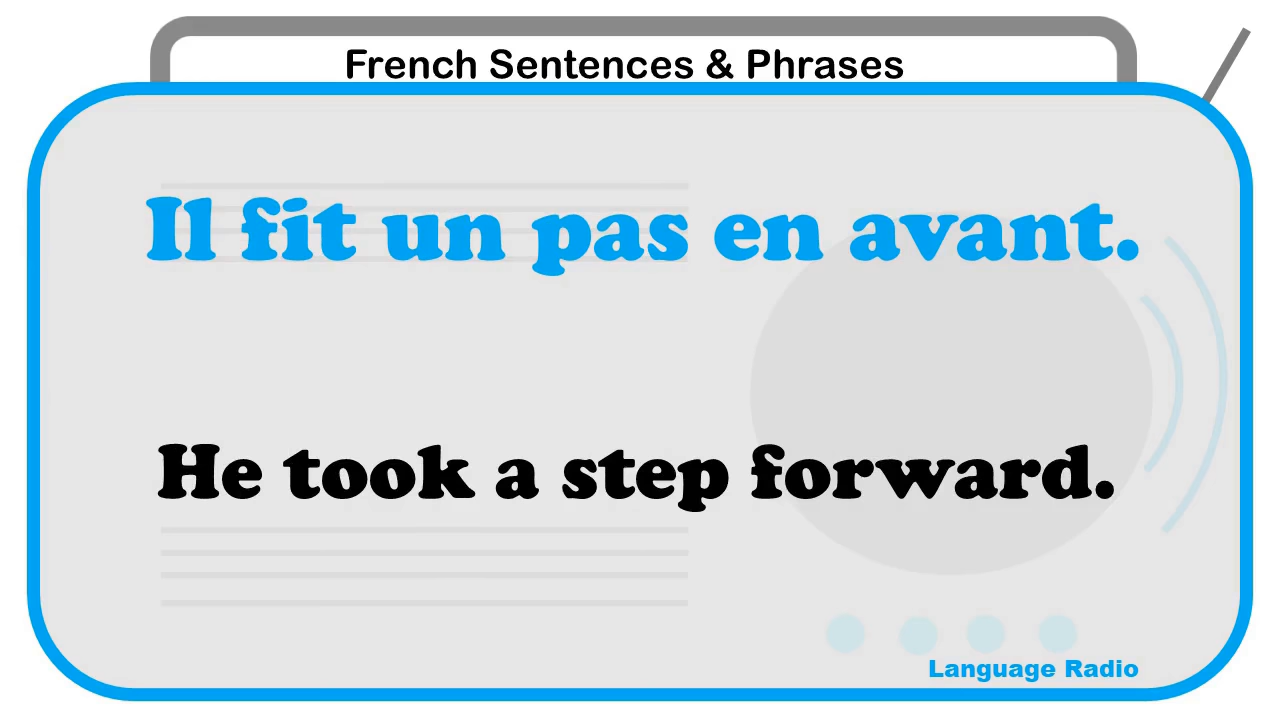 French Sentences & Phrases
Il fit un pas en avant.
He took a step forward.
Language Radio